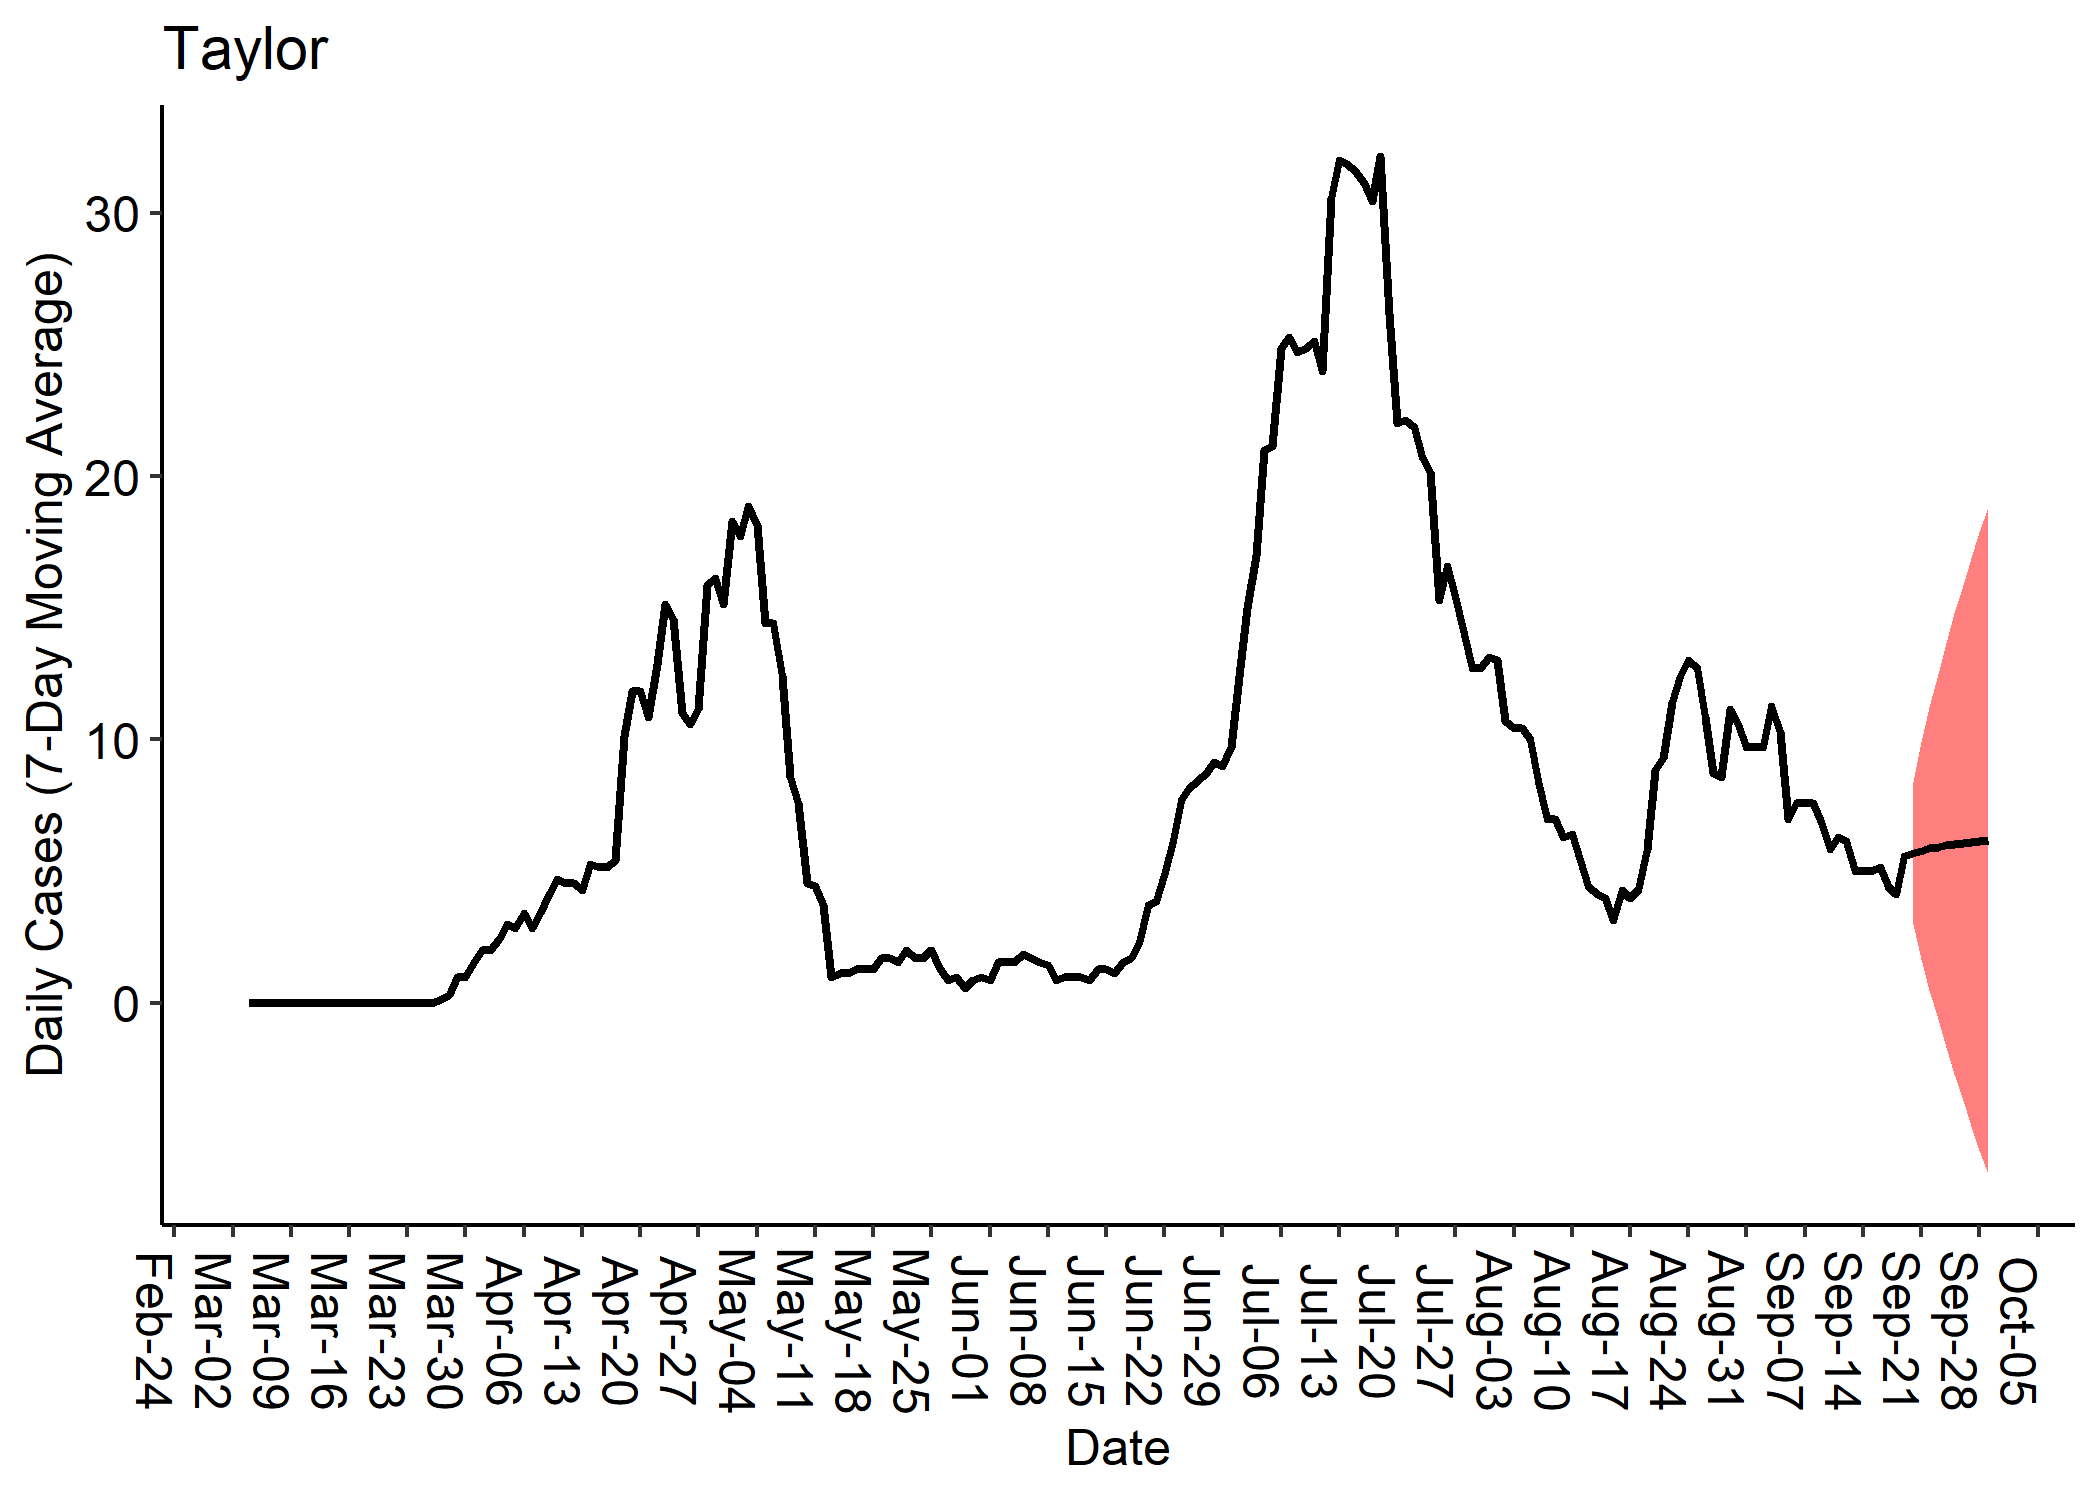 Taylor
Daily Cases (7-Day Moving Average)
30
20
10
0
Feb-24
Mar-02
Mar-09
Mar-16
Mar-23
Mar-30
Apr-06
Apr-13
Apr-20
Apr-27
May-04
May-11
May-18
May-25
Jun-01
Jun-08
Jun-15
Jun-22
Jun-29
Jul-06
Jul-13
Jul-20
Jul-27
Aug-03
Aug-10
Aug-17
Aug-24
Aug-31
Sep-07
Sep-14
Sep-21
Sep-28
Oct-05
Date